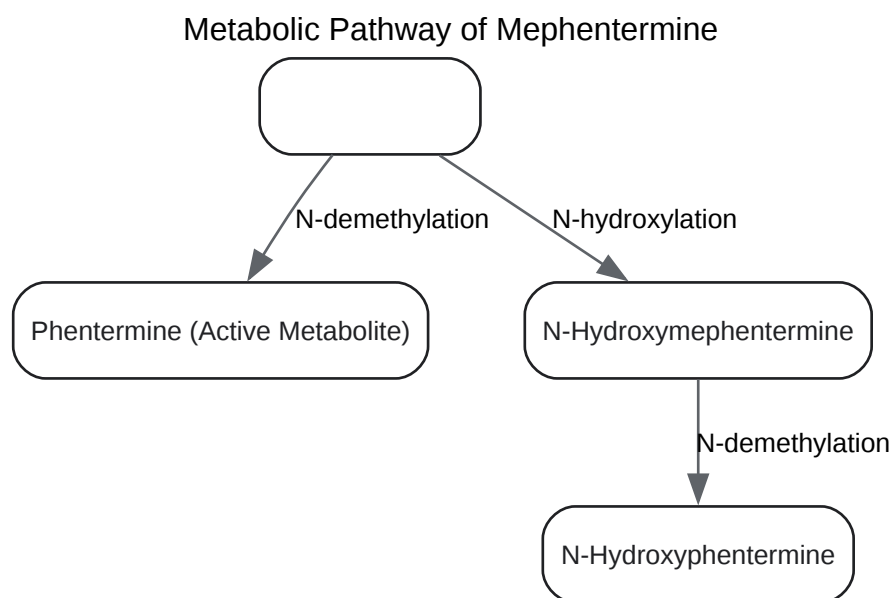 Metabolic Pathway of Mephentermine
N-demethylation
N-hydroxylation
Phentermine (Active Metabolite)
N-Hydroxymephentermine
N-demethylation
N-Hydroxyphentermine